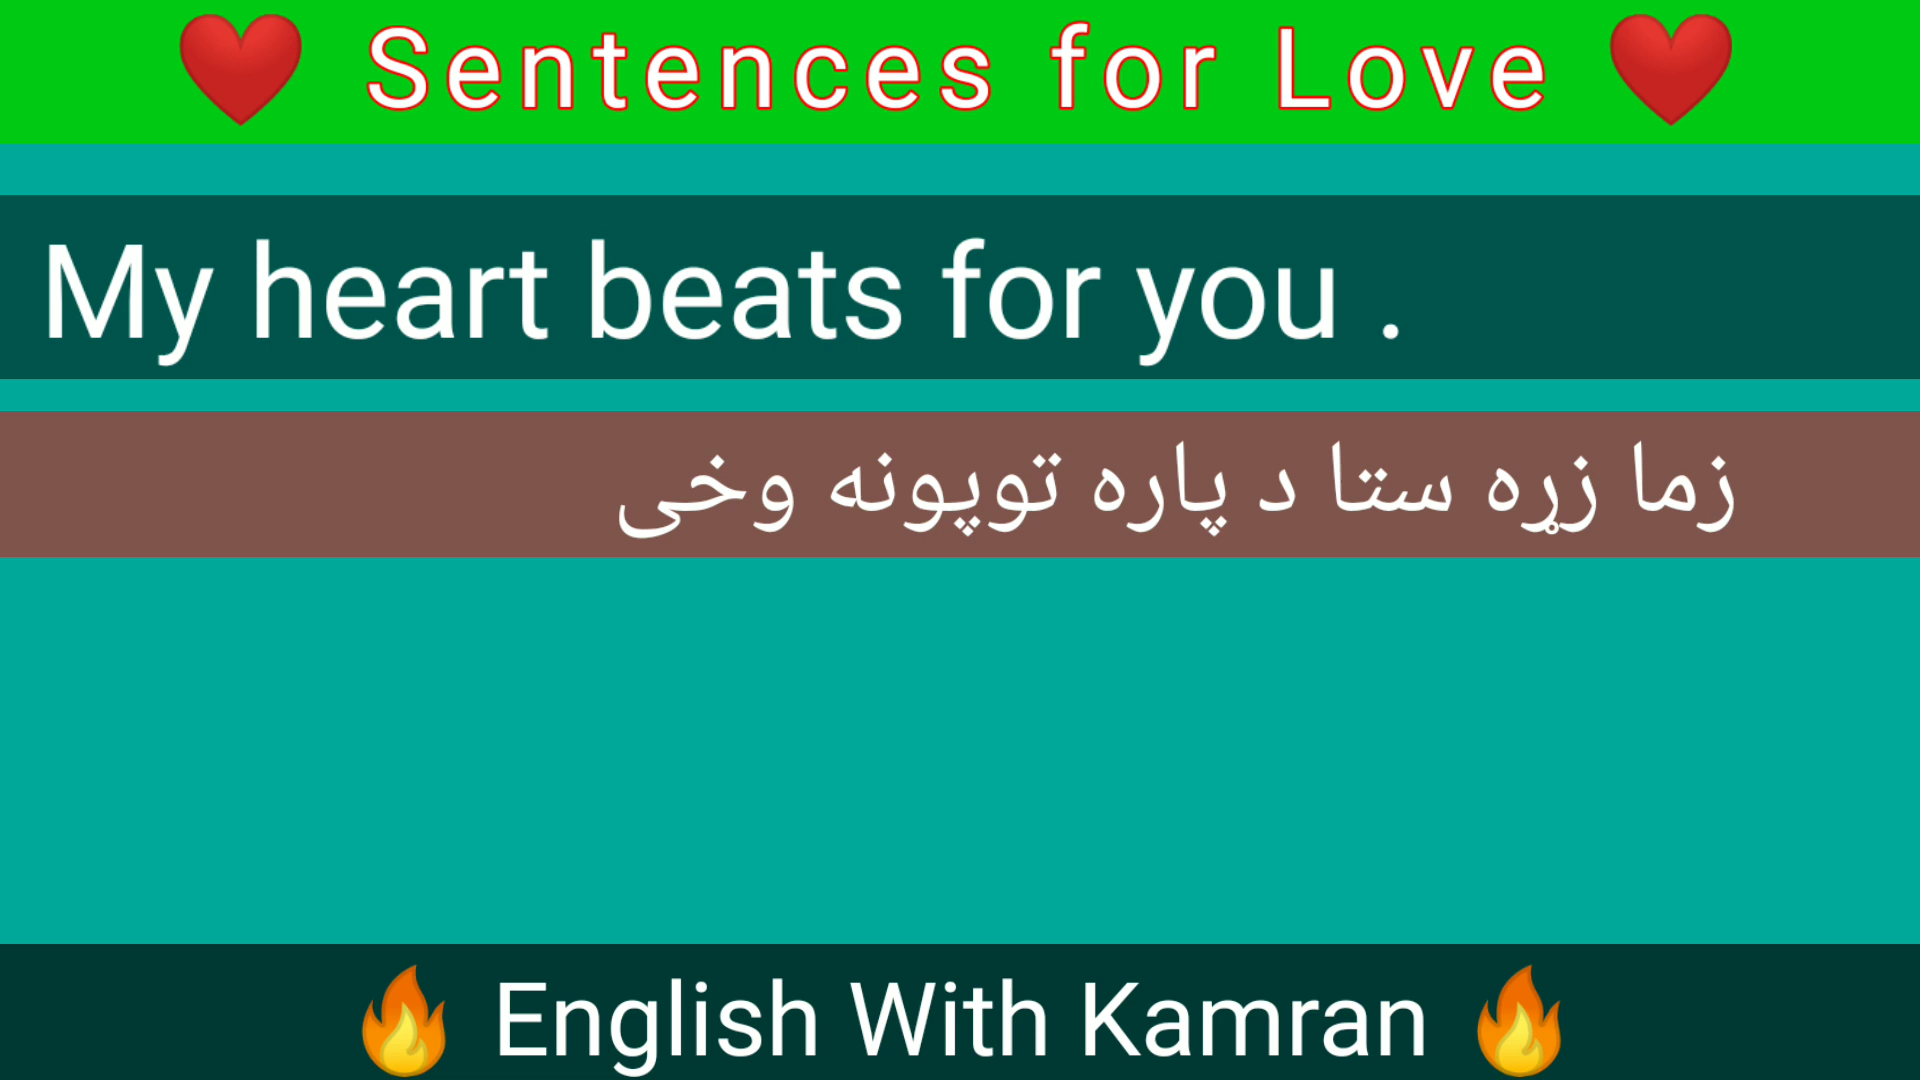 ❤️ Sentences for Love ❤️
My heart beats for you .
زما زړه ستا د پاره توپونه وخی
🔥 English With Kamran 🔥